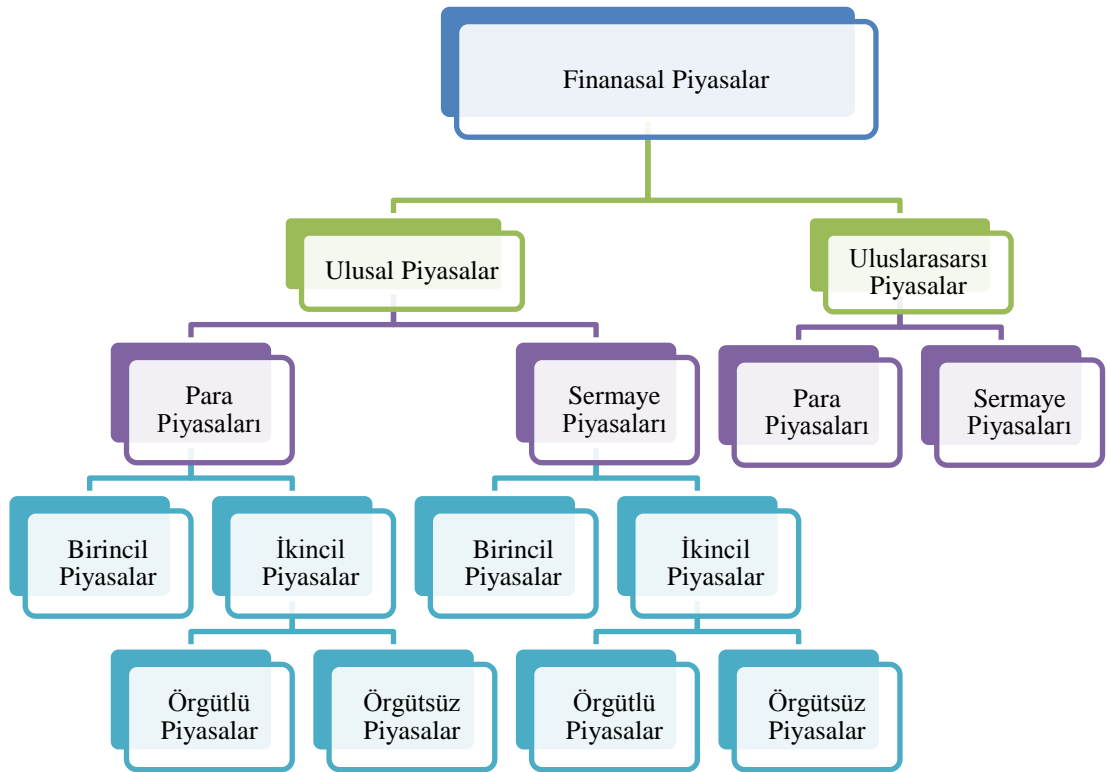 Finanasal Piyasalar
Ulusal Piyasalar
Uluslarasarsı
Piyasalar
Para
Piyasaları
Sermaye
Piyasaları
Para
Piyasaları
Sermaye
Piyasaları
Birincil
Piyasalar
İkincil
Piyasalar
Birincil
Piyasalar
İkincil
Piyasalar
Örgütlü
Piyasalar
Örgütsüz
Piyasalar
Örgütlü
Piyasalar
Örgütsüz
Piyasalar